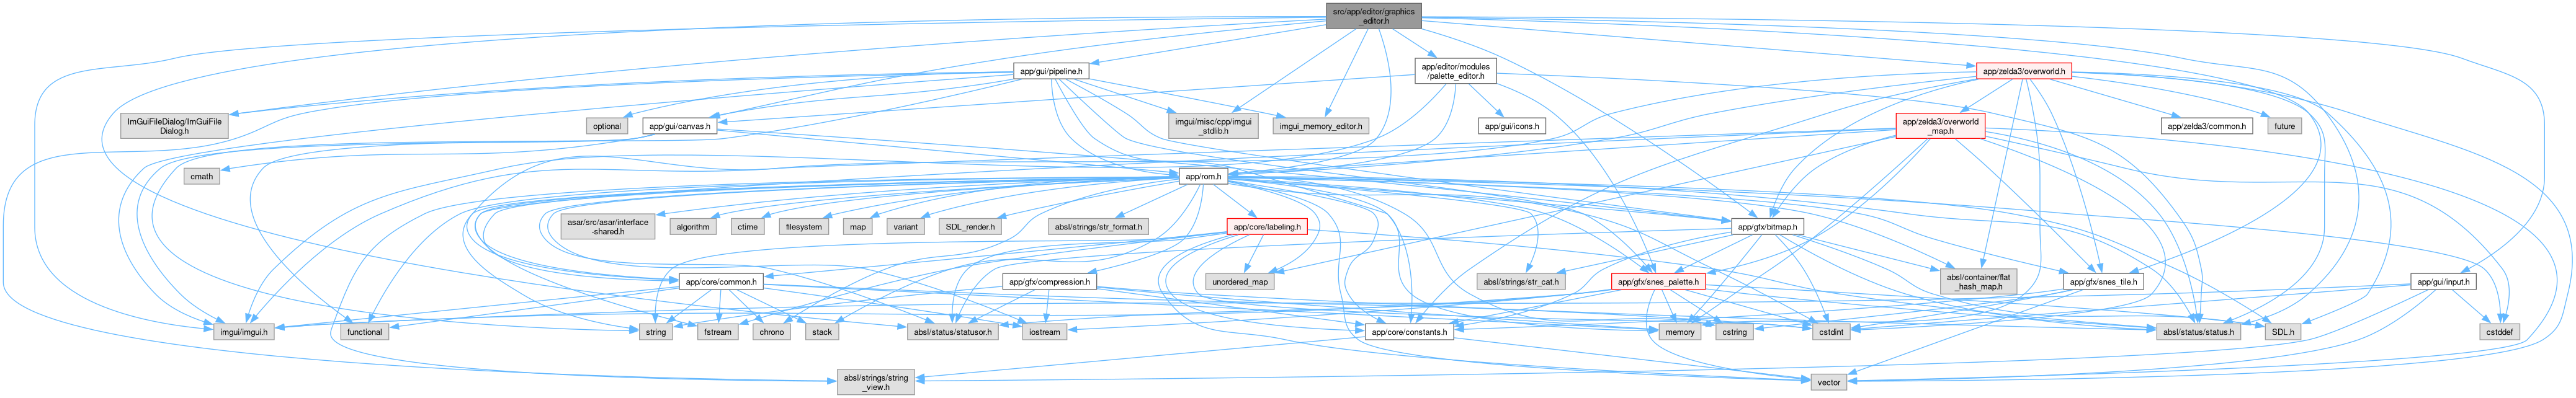 src/app/editor/graphics
_editor.h
app/gui/pipeline.h
app/editor/modules
/palette_editor.h
app/zelda3/overworld.h
ImGuiFileDialog/ImGuiFile
Dialog.h
optional
app/gui/canvas.h
imgui/misc/cpp/imgui
_stdlib.h
imgui_memory_editor.h
app/gui/icons.h
app/zelda3/overworld
_map.h
app/zelda3/common.h
future
cmath
app/rom.h
asar/src/asar/interface
-shared.h
algorithm
ctime
filesystem
map
variant
SDL_render.h
absl/strings/str_format.h
app/core/labeling.h
app/gfx/bitmap.h
app/core/common.h
app/gfx/compression.h
unordered_map
absl/strings/str_cat.h
app/gfx/snes_palette.h
absl/container/flat
_hash_map.h
app/gfx/snes_tile.h
app/gui/input.h
imgui/imgui.h
functional
string
fstream
chrono
stack
absl/status/statusor.h
iostream
app/core/constants.h
memory
cstring
cstdint
absl/status/status.h
SDL.h
cstddef
absl/strings/string
_view.h
vector